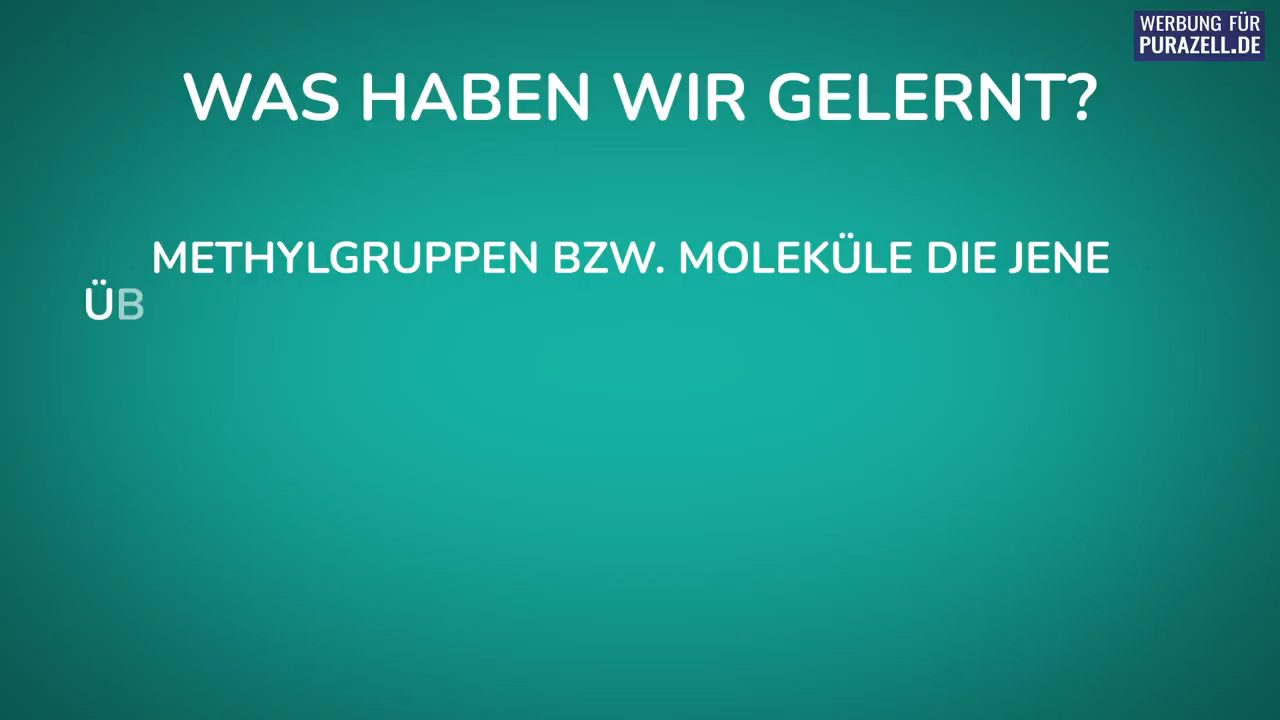 WERBUNG FÜR
PURAZELL.DE
WAS HABEN WIR GELERNT?
METHYLGRUPPEN BZW. MOLEKÜLE DIE JENE
ÜB